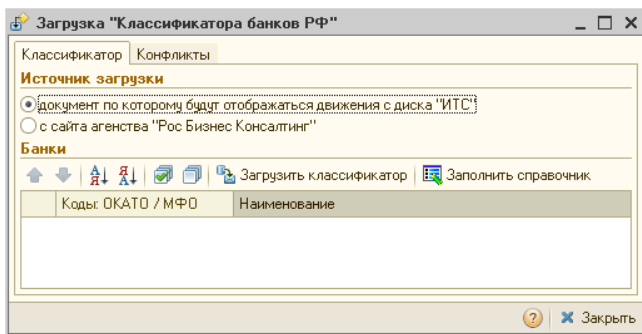 Загрузка "Классификатора банков РФ"
Классификатор Конфликты
Источник загрузки
документ по которому будут отображаться движения с диска "ИТС"
с сайта агенства "Рос Бизнес Консалтинг"
Банки
Загрузить классификатор Заполнить справочник
Коды: ОКАТО / МФО Наименование
? Закрыть